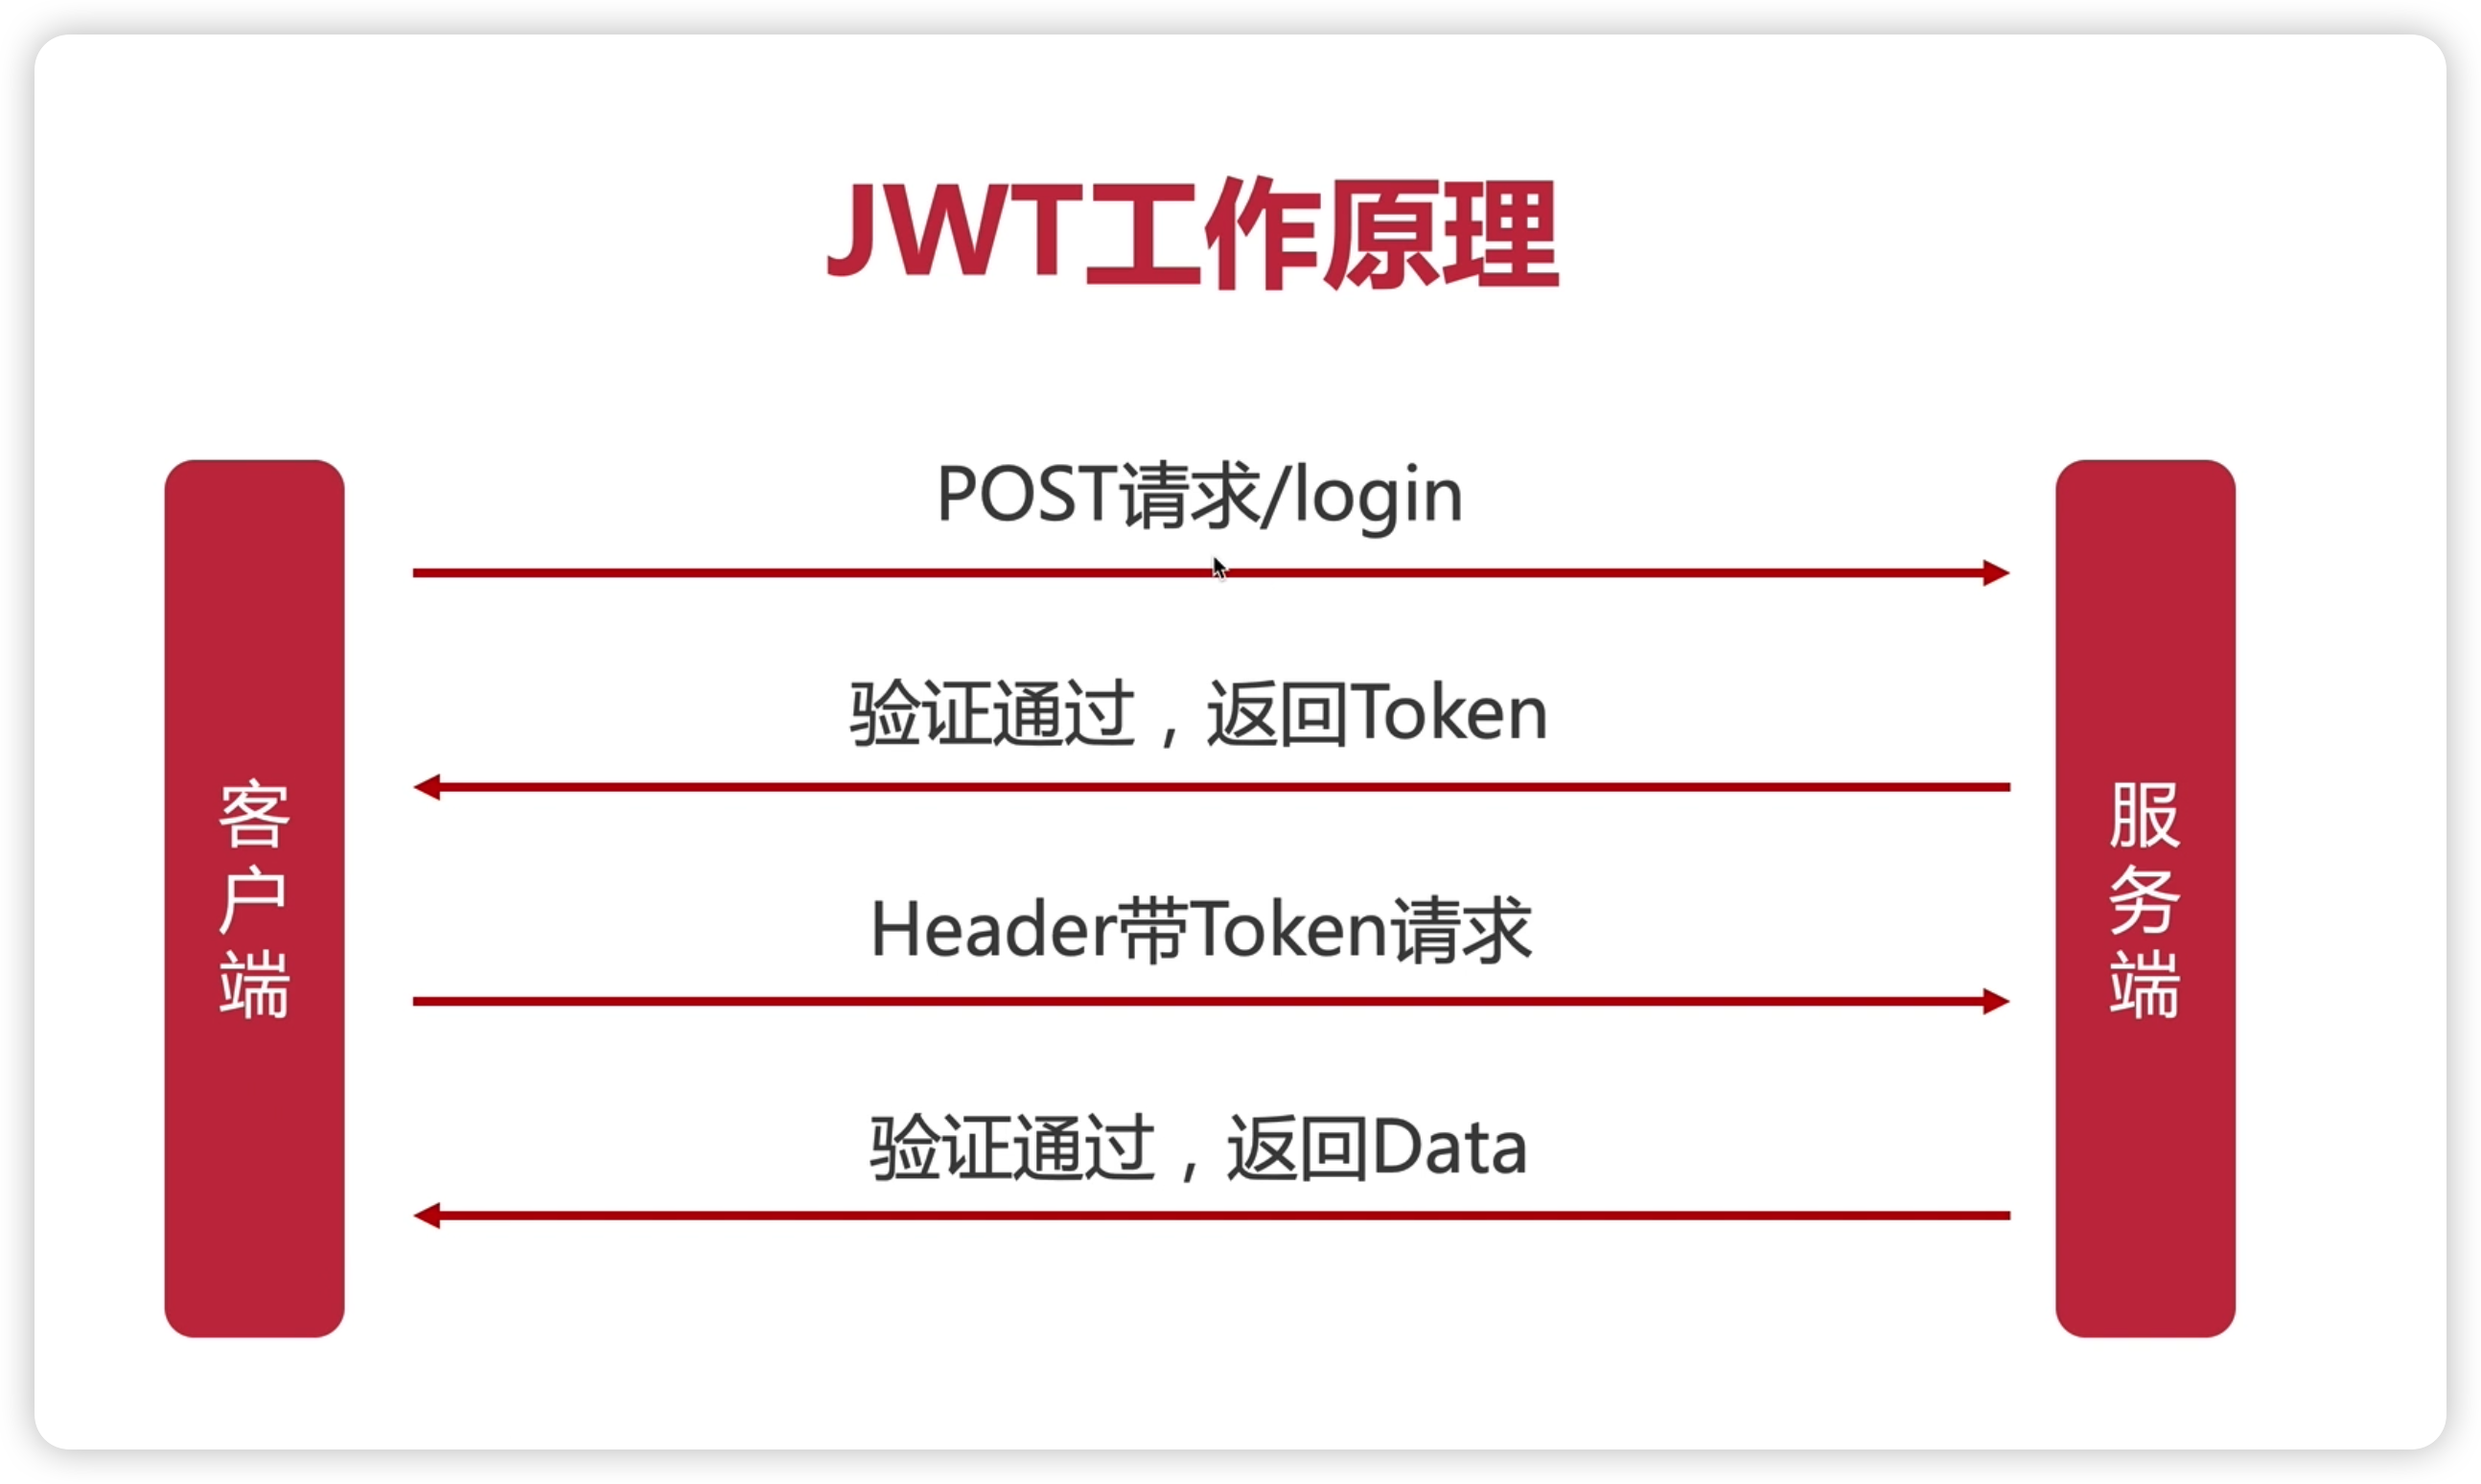 JWT工作原理
POST请求/login
验证通过，返回Token
Header带Token请求
验证通过，返回Data
客户端
服务端